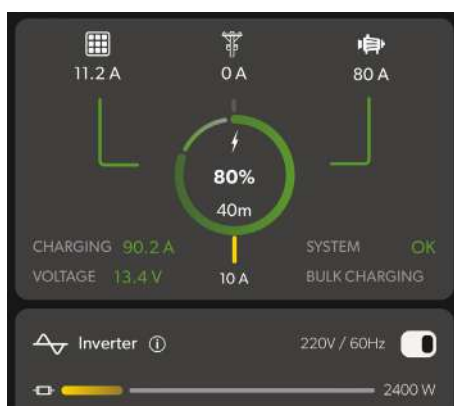 11.2 A 0 A 80 A
80%
40m
CHARGING 90.2 A SYSTEM OK
VOLTAGE 13.4 V 10 A BULK CHARGING
Inverter 220V / 60Hz
2400 W